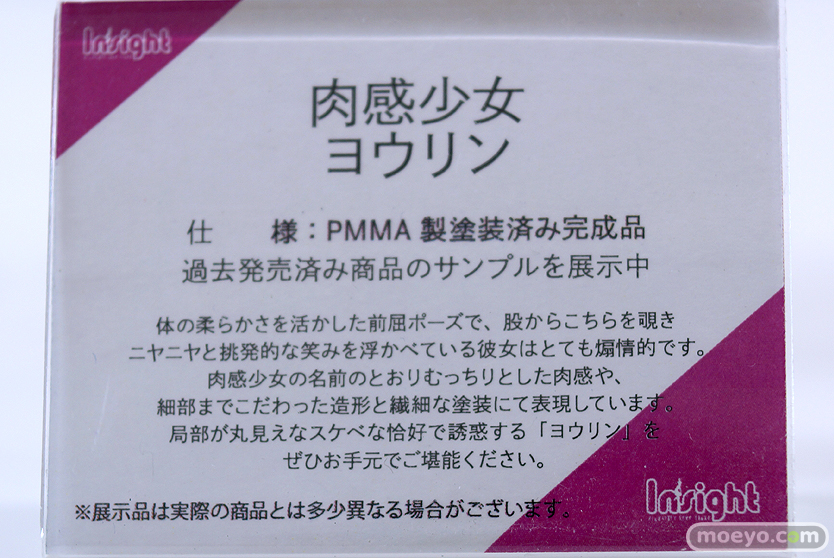 Insight
肉感少女
ヨウリン
仕　様：PMMA 製塗装済み完成品
過去発売済み商品のサンプルを展示中
体の柔らかさを活かした前屈ポーズで、股からこちらを覗き
ニヤニヤと挑発的な笑みを浮かべている彼女はとても煽情的です。
肉感少女の名前のとおりむっちりとした肉感や、
細部までこだわった造形と繊細な塗装にて表現しています。
局部が丸見えなスケベな恰好で誘惑する「ヨウリン」を
ぜひお手元でご堪能ください。
※展示品は実際の商品とは多少異なる場合がございます。
Insight
moeyo.com